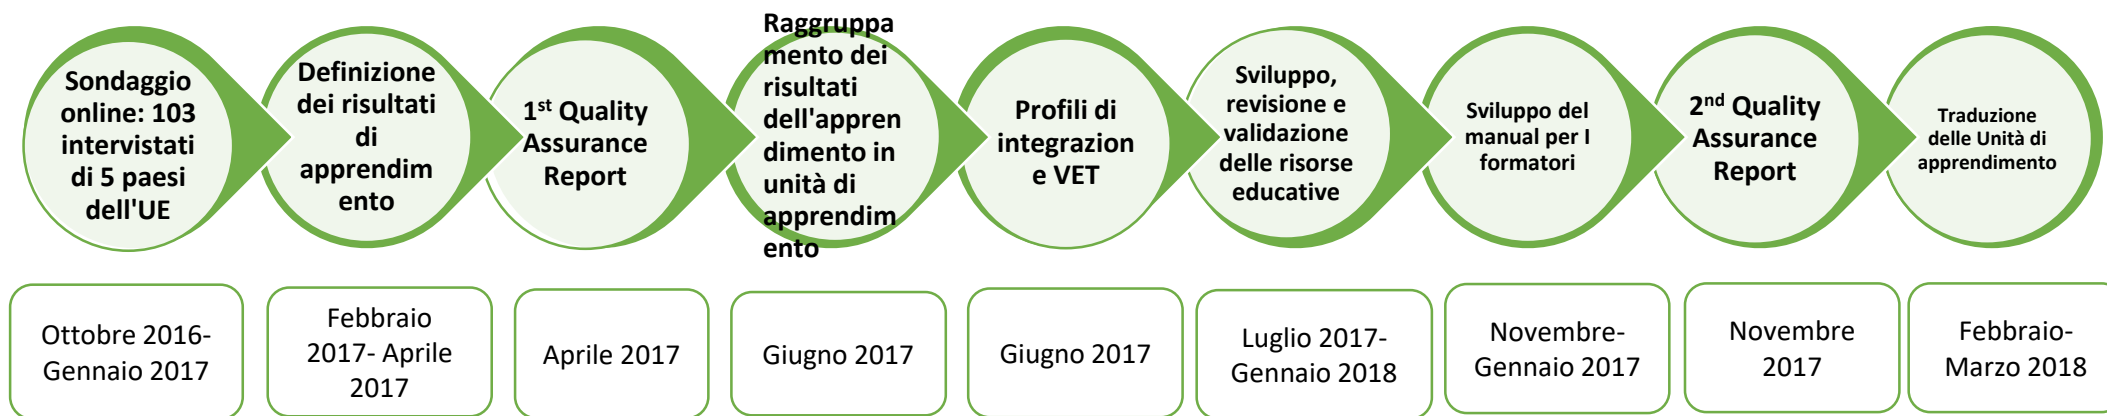 Sondaggio
online: 103
intervistati
di 5 paesi
dell'UE
Definizione
dei risultati
di
apprendim
ento
1st Quality
Assurance
Report
Raggruppa
mento dei
risultati
dell'appren
dimento in
unità di
apprendim
ento
Profili di
integrazion
e VET
Sviluppo,
revisione e
validazione
delle risorse
educative
Sviluppo del
manual per I
formatori
2nd Quality
Assurance
Report
Traduzione
delle Unità di
apprendimento
Ottobre 2016-
Gennaio 2017
Febbraio
2017- Aprile
2017
Aprile 2017
Giugno 2017
Giugno 2017
Luglio 2017-
Gennaio 2018
Novembre-
Gennaio 2017
Novembre
2017
Febbraio-
Marzo 2018